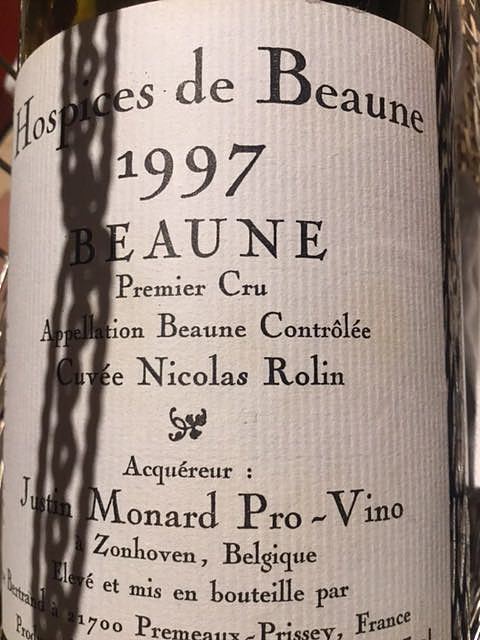 Hospices de Beaune
1997
BEAUNE
Premier Cru
Appellation Beaune Contrôlée
Cuvée Nicolas Rolin
Acquéreur :
Justin Monard Pro-Vino
à Zonhoven, Belgique
Elevé et mis en bouteille par
Bertrand à 21700 Premeaux-Prissey, France